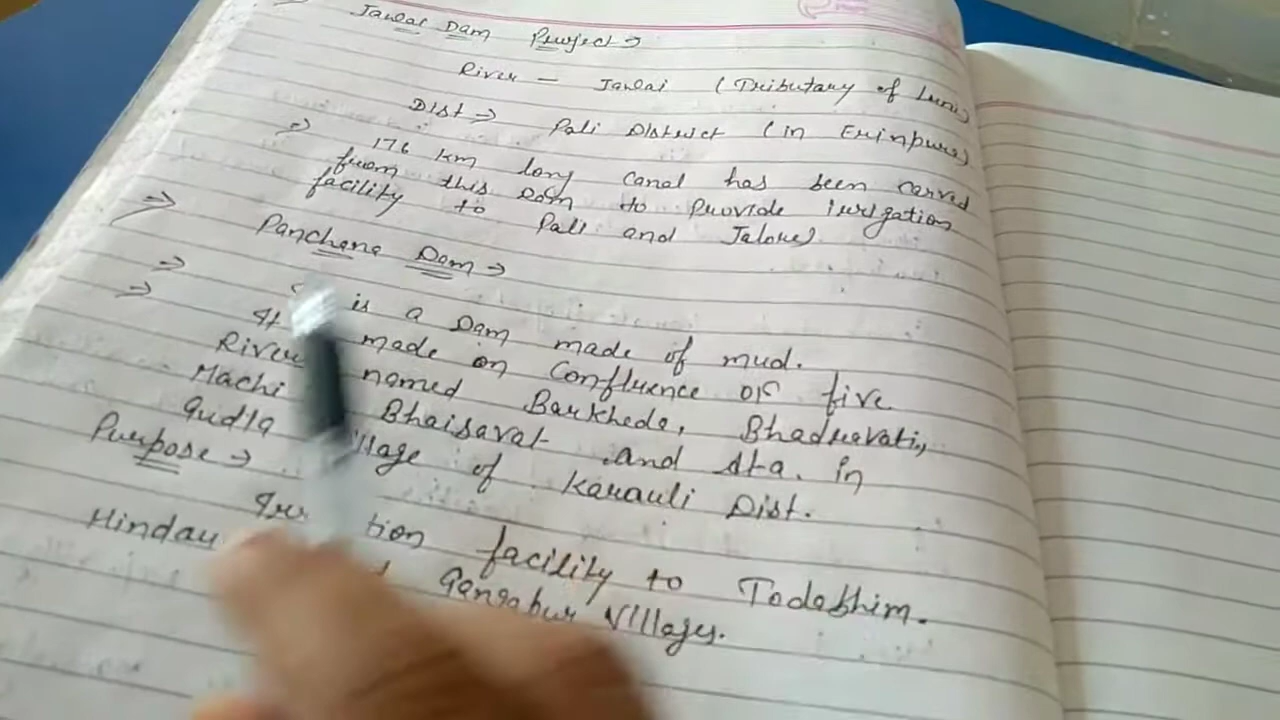 Jawai Dam Project →
River - Jawai (Tributary of Luni)
Dist → Pali District (in Erinpura)
→ 176 km long canal has been carved
from this Dam to provide irrigation
facility to Pali and Jalore)
→ Panchana Dam →
→ is a Dam made of mud.
→ It made on Confluence of five
River named Barkheda, Bhadravati,
Machi Bhaisavat and Ata. in
Gudla village of Karauli Dist.
Purpose →
facility to Todabhim.
Hindau Gangapur Villages.